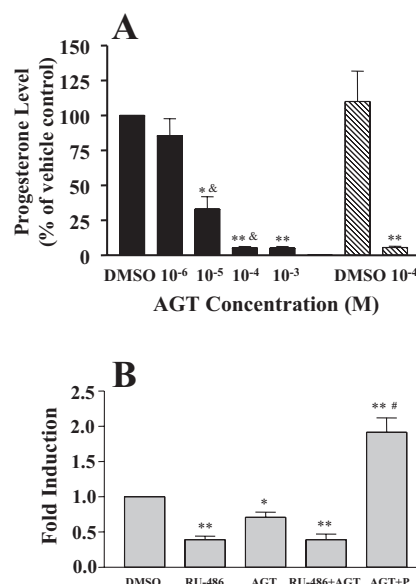 A
Progesterone Level
(% of vehicle control)
150
125
100
75
50
25
0
* &
** &
**
**
DMSO 10-6 10-5 10-4 10-3 DMSO 10-4
AGT Concentration (M)
B
Fold Induction
2.5
2.0
1.5
1.0
0.5
0.0
**
*
**
** #
DMSO RU-486 AGT RU-486+AGT AGT+P